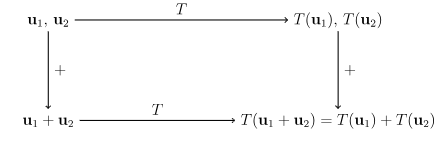 u₁, u₂ T T(u₁), T(u₂)
+ +
u₁ + u₂ T T(u₁ + u₂) = T(u₁) + T(u₂)